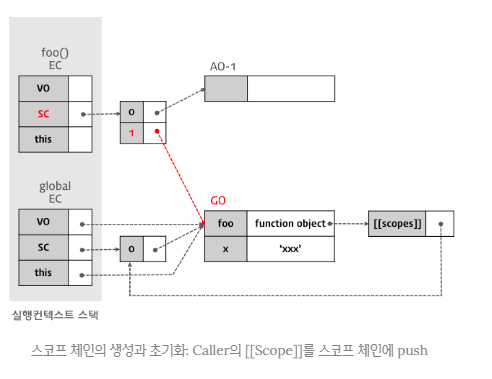 foo()
EC
VO
SC
this
0
1
AO-1
global
EC
VO
SC
this
0
GO
foo function object
x 'xxx'
[[scopes]]
실행컨텍스트 스택
스코프 체인의 생성과 초기화: Caller의 [[Scope]]를 스코프 체인에 push